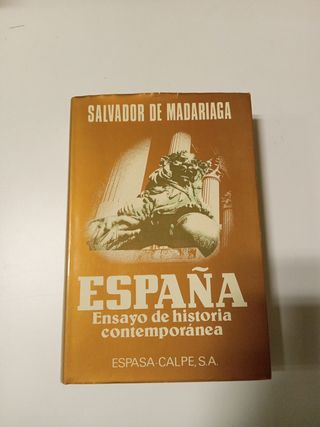 SALVADOR DE MADARIAGA
ESPAÑA
Ensayo de historia
contemporánea
ESPASA-CALPE, S.A.